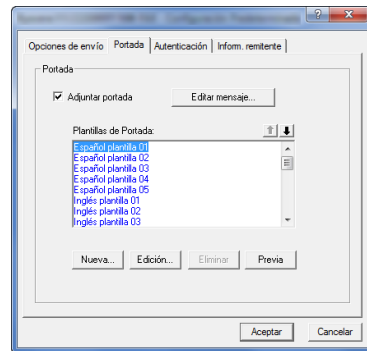 Opciones de envío Portada Autenticación Inform. remitente
Portada
Adjuntar portada Editar mensaje...
Plantillas de Portada:
Español plantilla 01
Español plantilla 02
Español plantilla 03
Español plantilla 04
Español plantilla 05
Inglés plantilla 01
Inglés plantilla 02
Inglés plantilla 03
Nueva... Edición... Eliminar Previa
Aceptar Cancelar